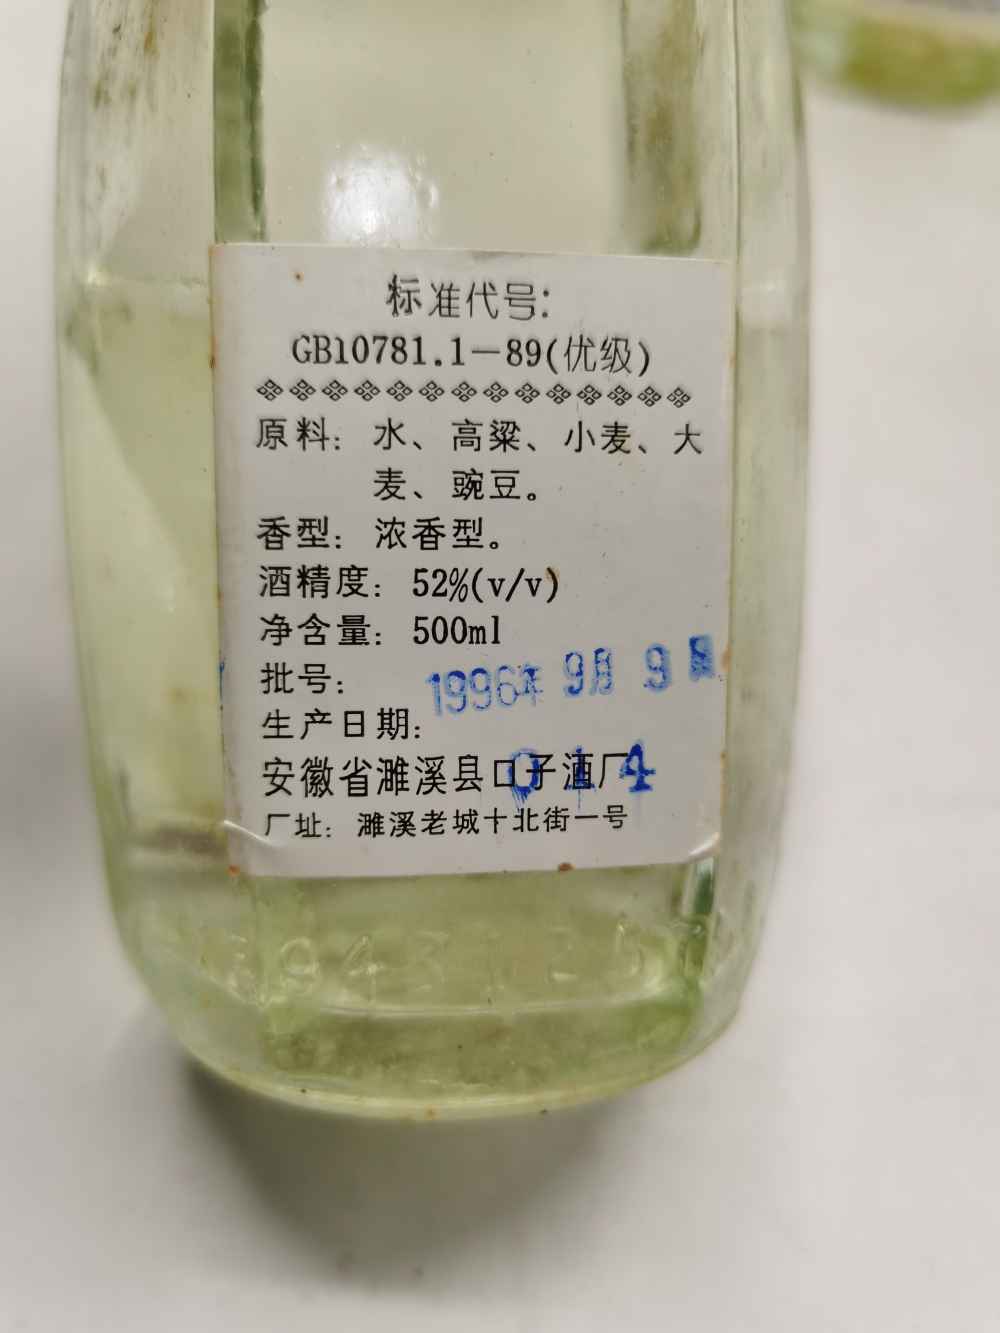 标准代号：
GB10781.1－89(优级)
原料：水、高粱、小麦、大
麦、豌豆。
香型：浓香型。
酒精度：52%(v/v)
净含量：500ml
批号：
1996年 9月 9日
生产日期：
014
安徽省濉溪县口子酒厂
厂址：濉溪老城十北街一号